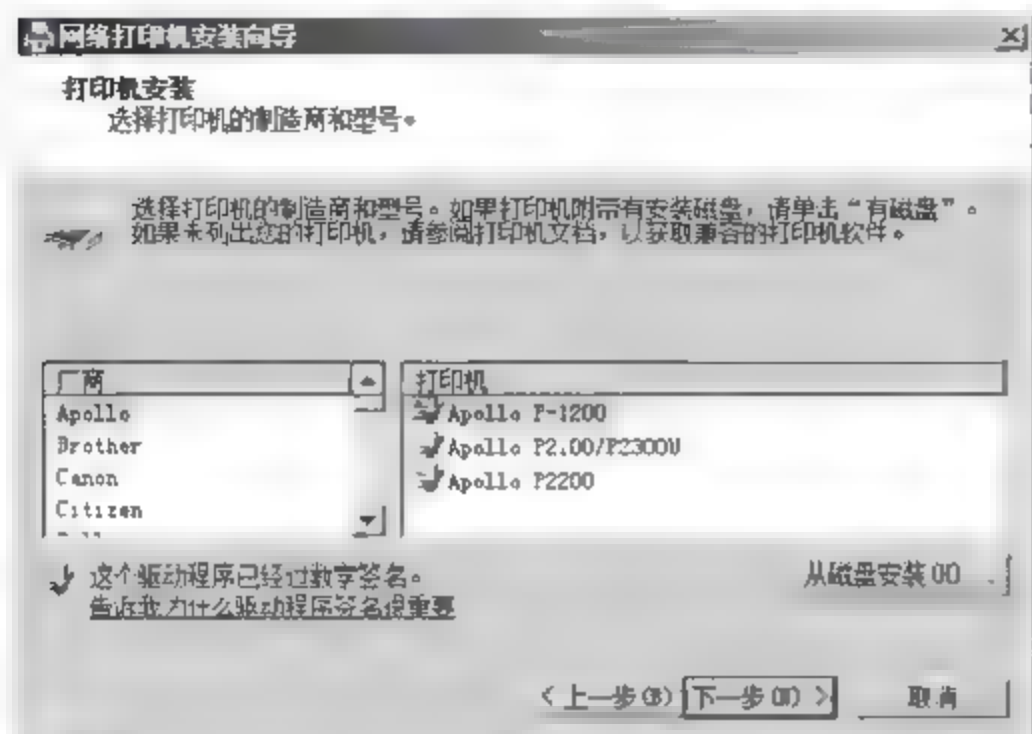 网络打印机安装向导
打印机安装
选择打印机的制造商和型号。
选择打印机的制造商和型号。如果打印机附带有安装磁盘，请单击“有磁盘”。
如果未列出您的打印机，请参阅打印机文档，以获取兼容的打印机软件。
厂商
打印机
Apollo
Brother
Canon
Citizen
Apollo P-1200
Apollo
Apollo P2200
这个驱动程序已经过数字签名。
告诉我为什么驱动程序签名很重要
从磁盘安装
<上一步(B)
下一步(N) >
取消